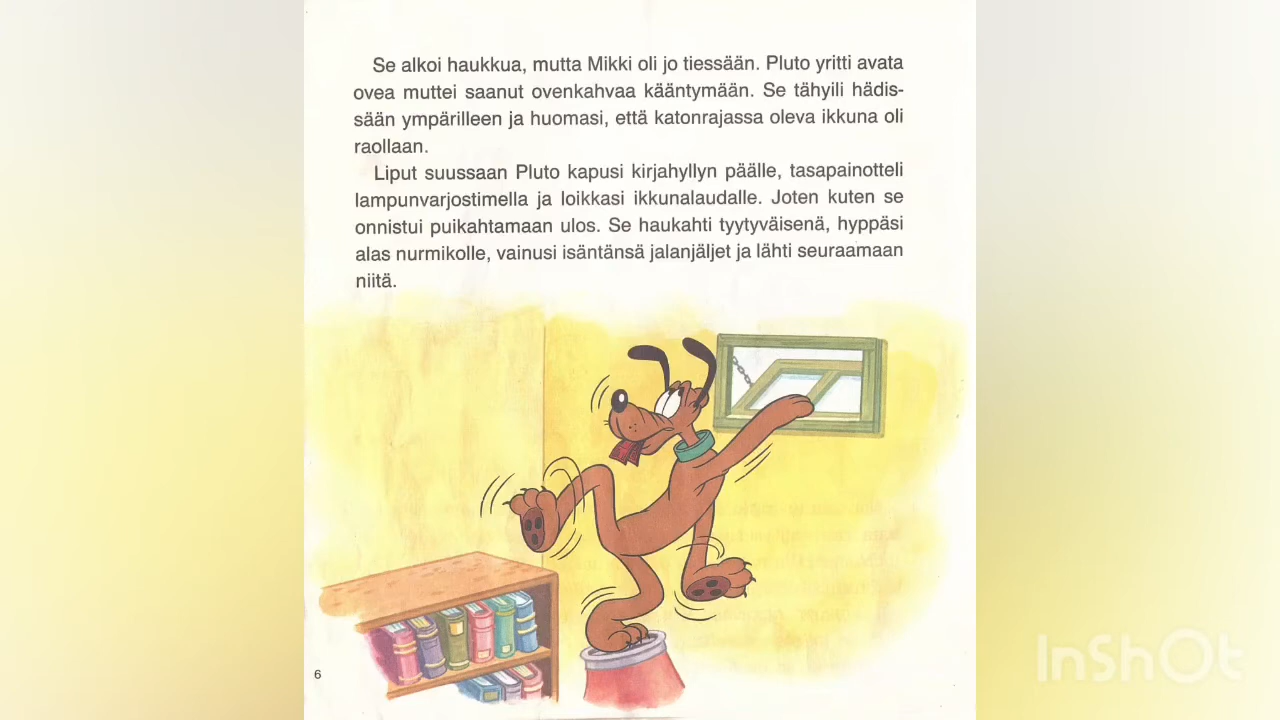 Se alkoi haukkua, mutta Mikki oli jo tiessään. Pluto yritti avata
ovea muttei saanut ovenkahvaa kääntymään. Se tähyili hädis-
sään ympärilleen ja huomasi, että katonrajassa oleva ikkuna oli
raollaan.
Liput suussaan Pluto kapusi kirjahyllyn päälle, tasapainotteli
lampunvarjostimella ja loikkasi ikkunalaudalle. Joten kuten se
onnistui puikahtamaan ulos. Se haukahti tyytyväisenä, hyppäsi
alas nurmikolle, vainusi isäntänsä jalanjäljet ja lähti seuraamaan
niitä.
6
InShOt